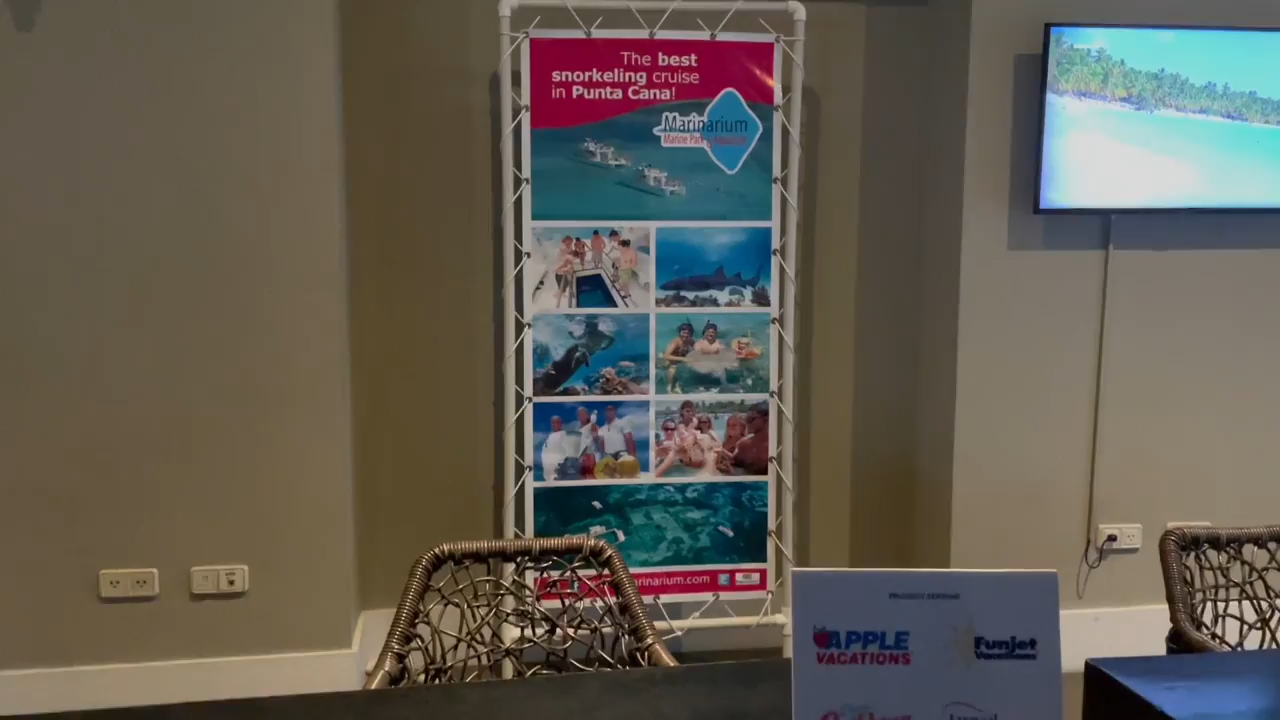 The best
snorkeling cruise
in Punta Cana!
Marinarium
Marine Park
arinarium.com
APPLE
VACATIONS
Funjet
Vacations